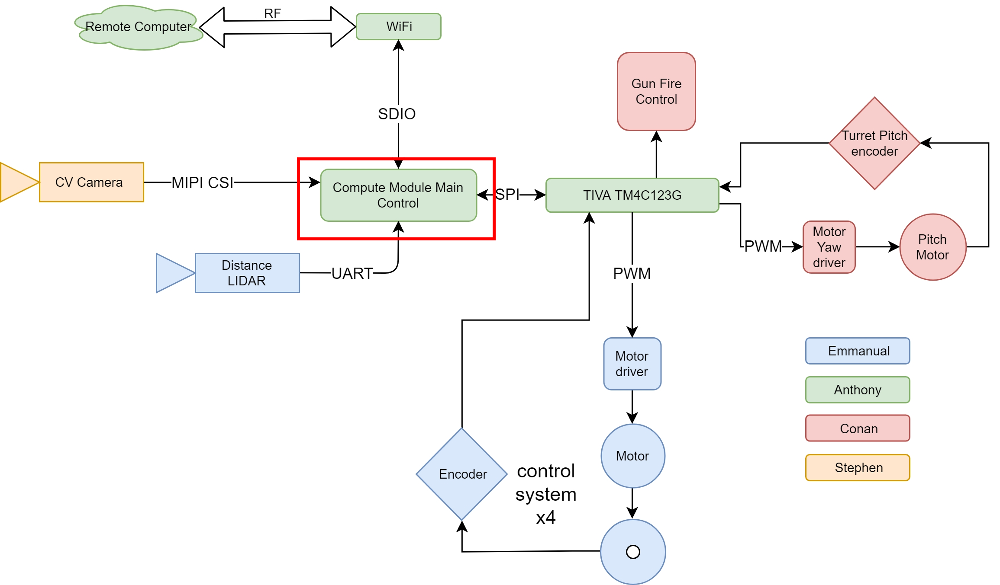 Remote Computer
RF
WiFi
SDIO
Gun Fire
Control
Turret Pitch
encoder
CV Camera
MIPI CSI
Compute Module Main
Control
SPI
TIVA TM4C123G
Distance
LIDAR
UART
PWM
Motor
Yaw
driver
Pitch
Motor
PWM
Motor
driver
Motor
Encoder
control
system
x4
Emmanual
Anthony
Conan
Stephen